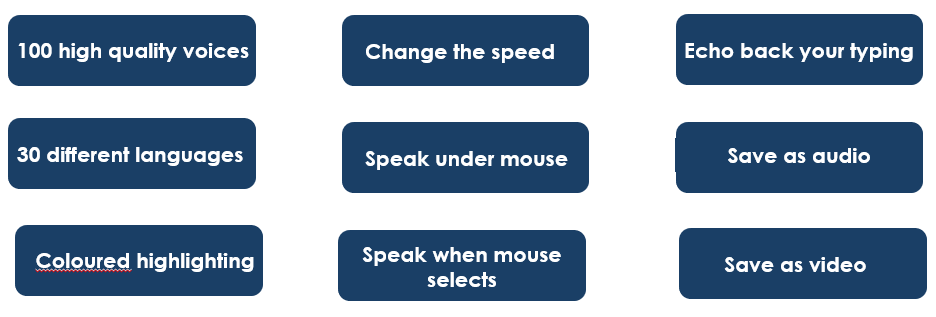 100 high quality voices
Change the speed
Echo back your typing
30 different languages
Speak under mouse
Save as audio
Coloured highlighting
Speak when mouse
selects
Save as video